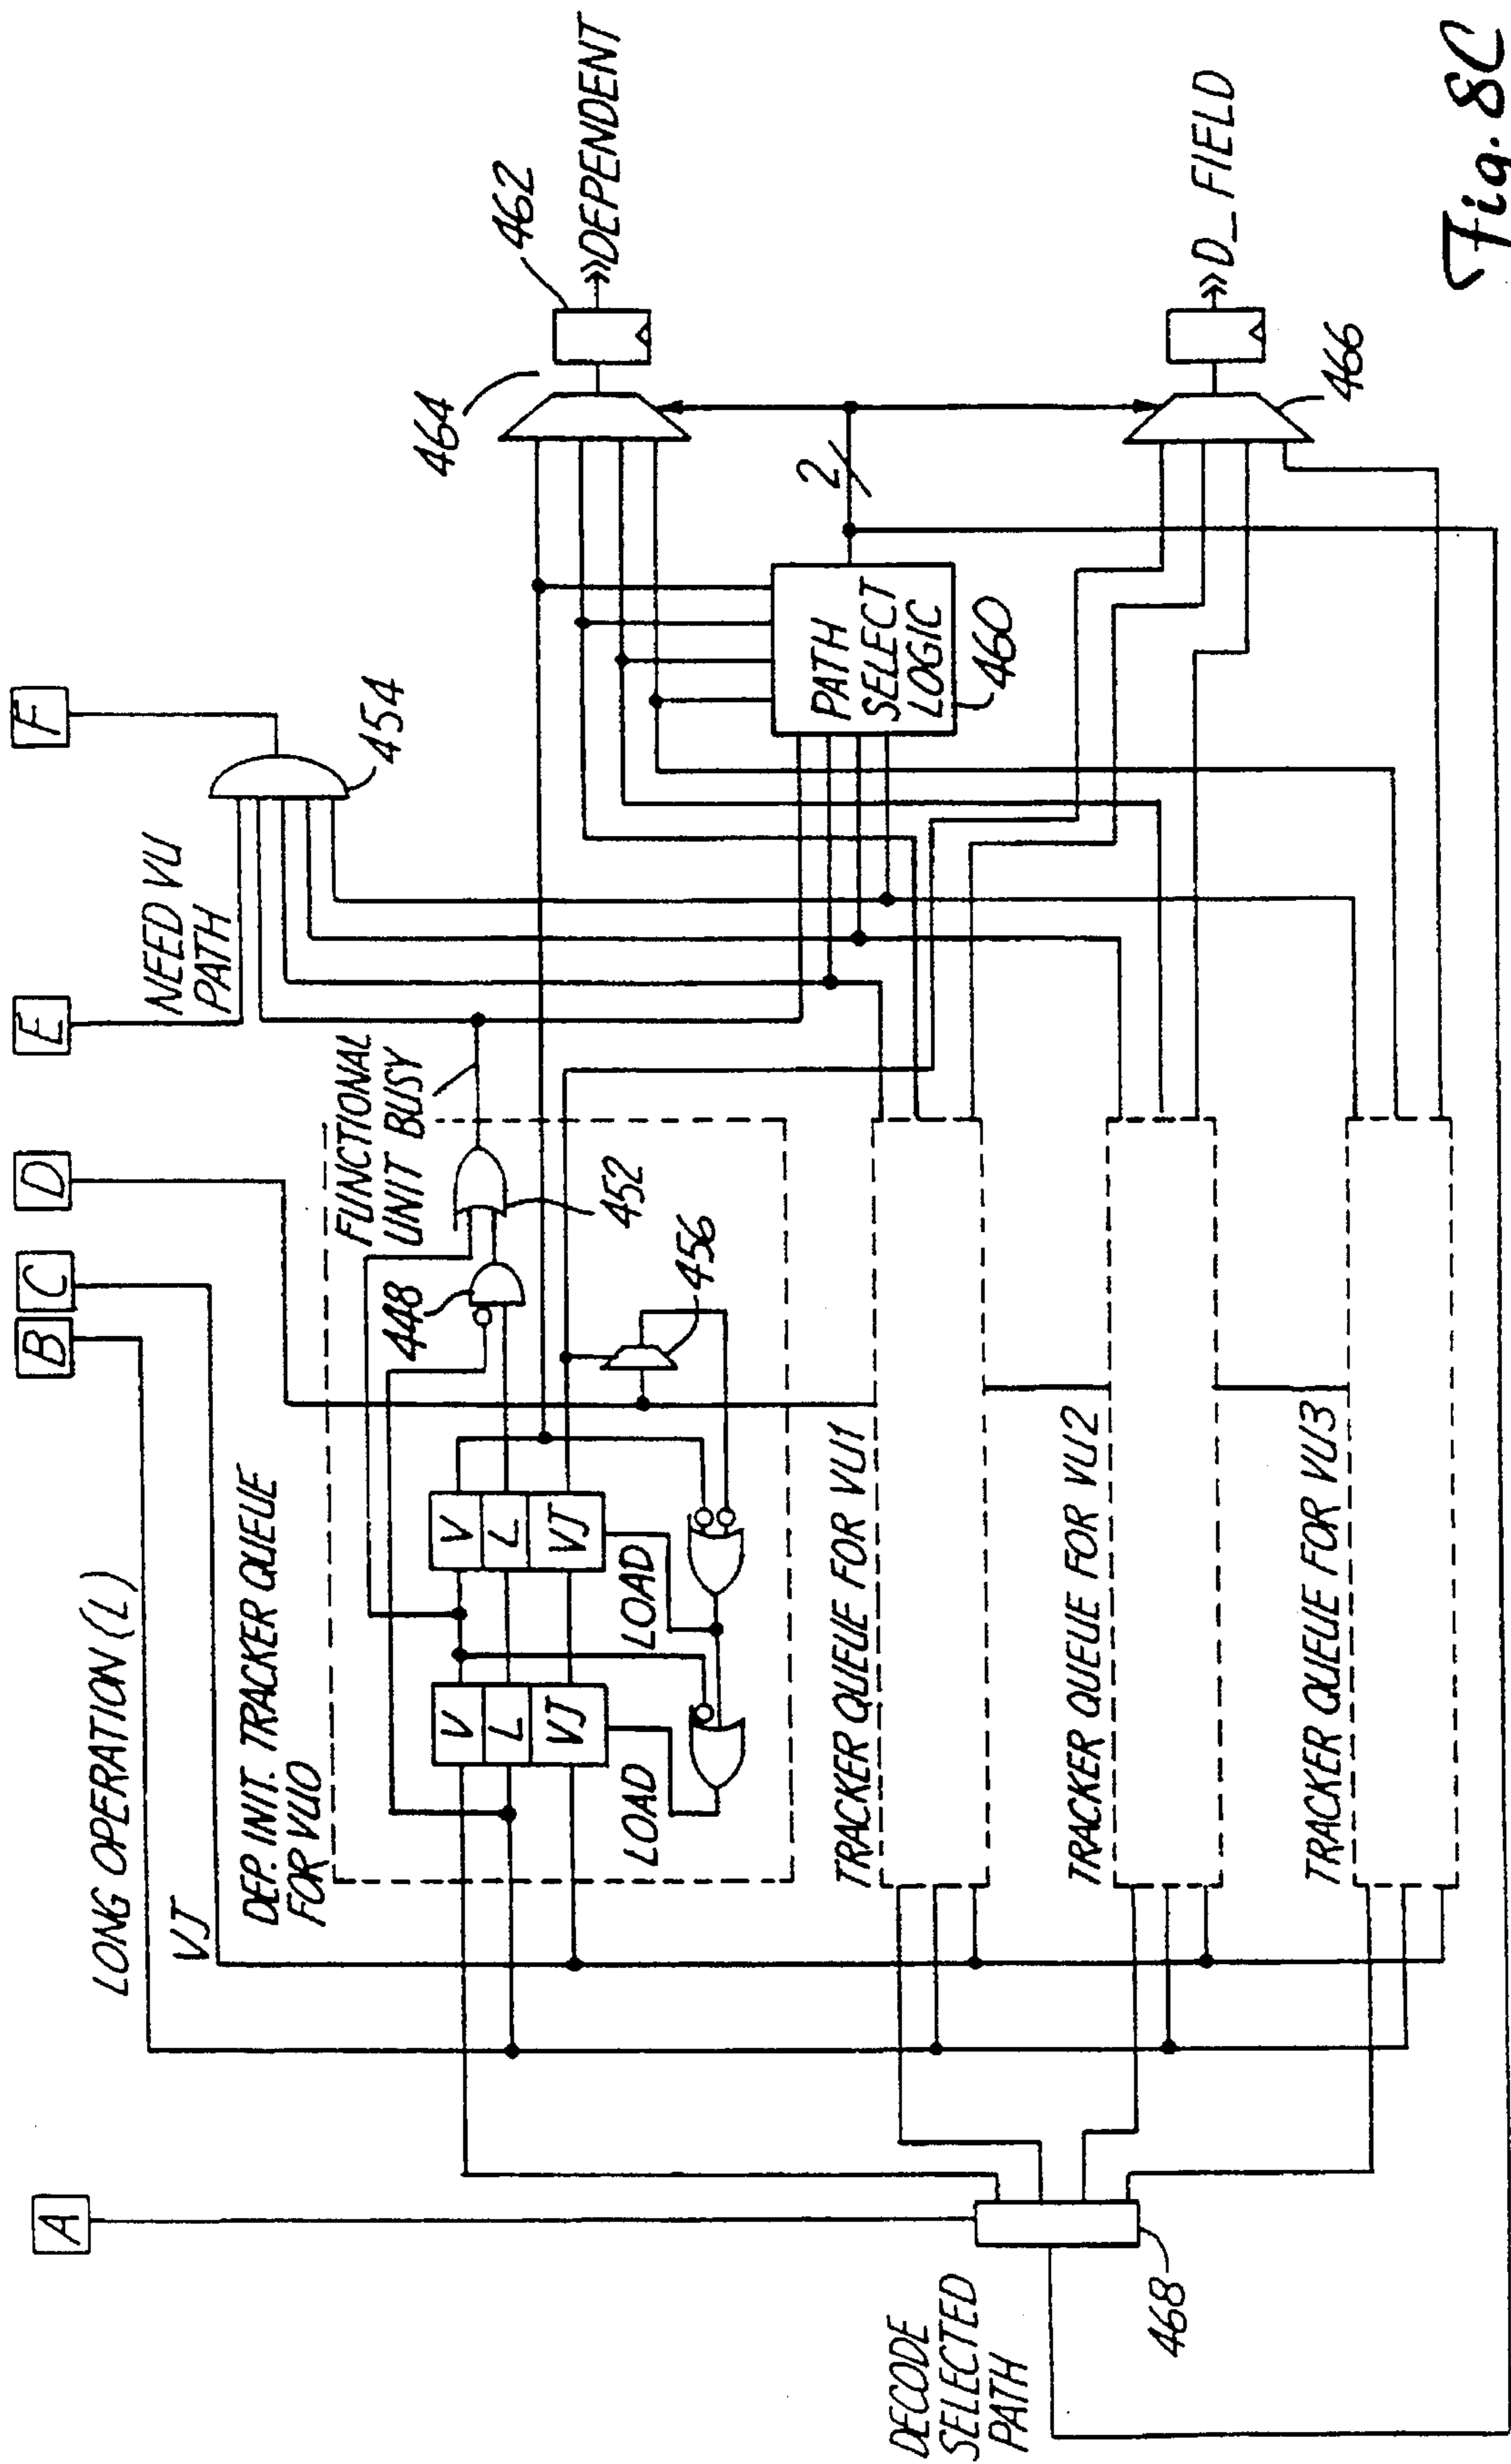 A
B
C
D
E
F
LONG OPERATION (L)
VJ
DEP. INIT. TRACKER QUEUE
FOR VU0
FUNCTIONAL
UNIT BUSY
NEED VU
PATH
454
V
L
VJ
LOAD
V
L
VJ
LOAD
448
452
456
464
462
DEPENDENT
2
PATH
SELECT
LOGIC
460
TRACKER QUEUE FOR VU1
TRACKER QUEUE FOR VU2
TRACKER QUEUE FOR VU3
DECODE
SELECTED
PATH
468
466
D_FIELD
Fig. 8C